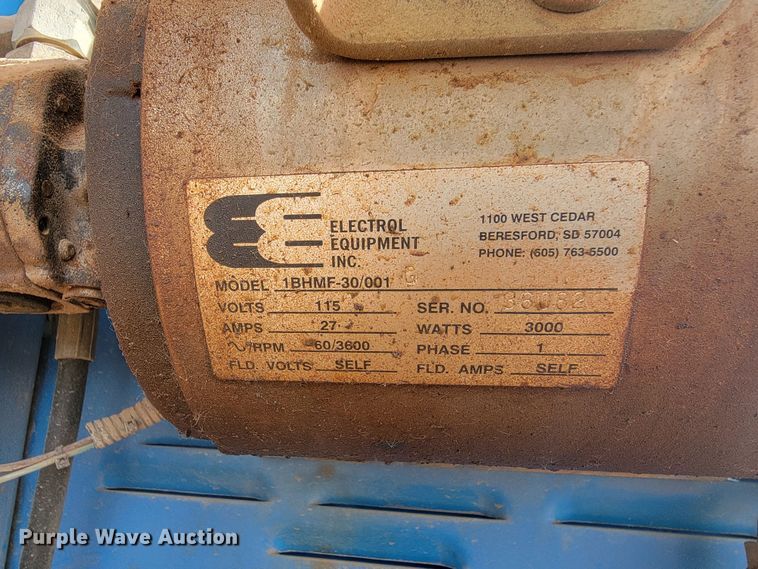 ELECTROL
EQUIPMENT
INC.
1100 WEST CEDAR
BERESFORD, SD 57004
PHONE: (605) 763-5500
MODEL 1BHMF-30/001 G
VOLTS 115 SER. NO.
AMPS 27 WATTS 3000
/RPM 60/3600 PHASE 1
FLD. VOLTS SELF FLD. AMPS SELF
Purple Wave Auction